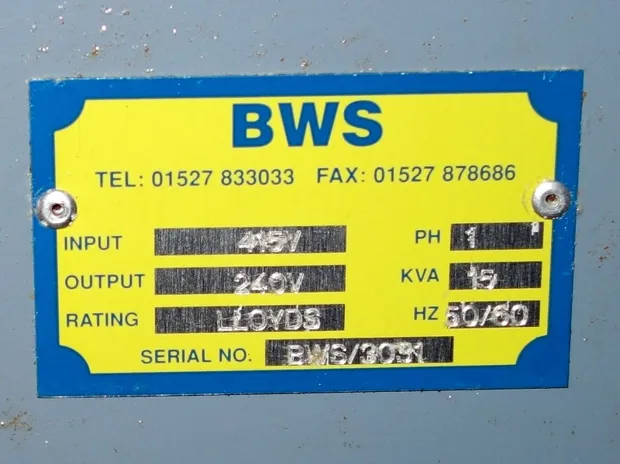 BWS
TEL: 01527 833033 FAX: 01527 878686
INPUT 415V PH 1
OUTPUT 240V KVA 15
RATING LLOYDS HZ 50/60
SERIAL NO. BWS/3031